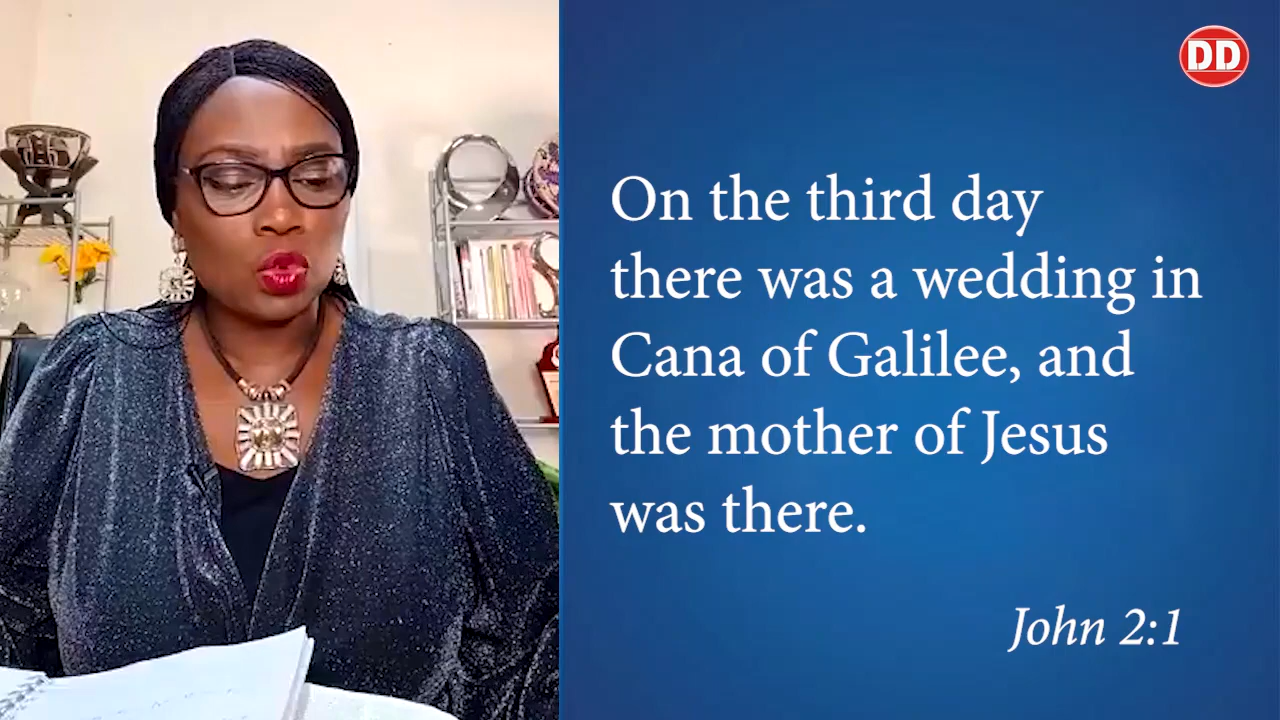 DD
On the third day
there was a wedding in
Cana of Galilee, and
the mother of Jesus
was there.
John 2:1